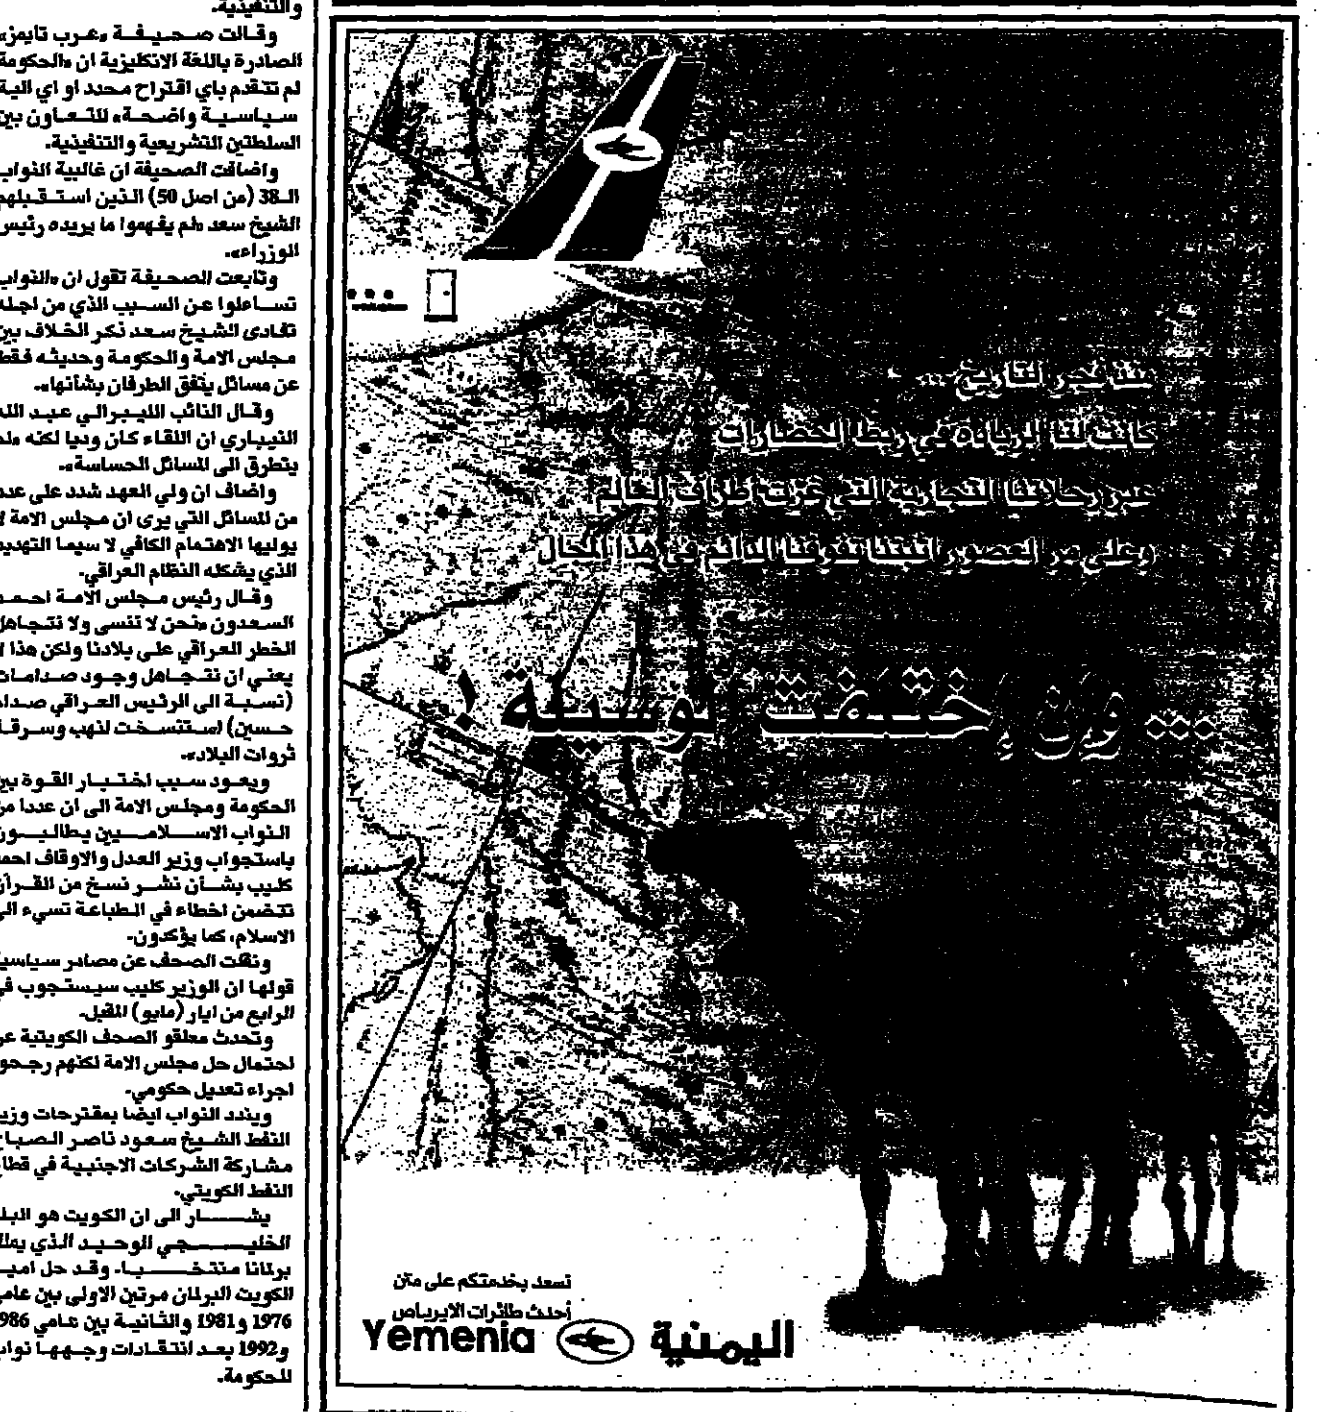 والتنفيذية.
وقالت صحيفة «عرب تايمز»
الصادرة باللغة الانكليزية ان «الحكومة
لم تتقدم باي اقتراح محدد او اي الية
سياسية واضحة» للتعاون بين
السلطتين التشريعية والتنفيذية.
واضافت الصحيفة ان غالبية النواب
الـ38 (من اصل 50) الذين استقبلهم
الشيخ سعد «لم يفهموا ما يريده رئيس
الوزراء».
وتابعت الصحيفة تقول ان «النواب
تساءلوا عن السبب الذي من اجله
تفادى الشيخ سعد ذكر الخلاف بين
مجلس الامة والحكومة وحديثه فقط
عن مسائل يتفق الطرفان بشأنها».
وقال النائب الليبرالي عبد الله
النيباري ان اللقاء كان وديا لكنه «لم
يتطرق الى المسائل الحساسة».
واضاف ان ولي العهد شدد على عدد
من المسائل التي يرى ان مجلس الامة لا
يوليها الاهتمام الكافي لا سيما التهديد
الذي يشكله النظام العراقي.
وقال رئيس مجلس الامة احمد
السعدون «نحن لا ننسى ولا نتجاهل
الخطر العراقي على بلادنا ولكن هذا لا
يعني ان نتجاهل وجود صدامات
(نسبة الى الرئيس العراقي صدام
حسين) استنسخت لنهب وسرقة
ثروات البلاد».
ويعود سبب اختبار القوة بين
الحكومة ومجلس الامة الى ان عددا من
النواب الاسلاميين يطالبون
باستجواب وزير العدل والاوقاف احمد
كليب بشأن نشر نسخ من القرآن
تتضمن اخطاء في الطباعة تسيء الى
الاسلام، كما يؤكدون.
ونقلت الصحف عن مصادر سياسية
قولها ان الوزير كليب سيستجوب في
الرابع من ايار (مايو) المقبل.
وتحدث معلقو الصحف الكويتية عن
احتمال حل مجلس الامة لكنهم رجحوا
اجراء تعديل حكومي.
ويندد النواب ايضا بمقترحات وزير
النفط الشيخ سعود ناصر الصباح
مشاركة الشركات الاجنبية في قطاع
النفط الكويتي.
يشار الى ان الكويت هو البلد
الخليجي الوحيد الذي يملك
برلمانا منتخبا. وقد حل امير
الكويت البرلمان مرتين الاولى بين عامي
1976 و1981 والثانية بين عامي 1986
و1992 بعد انتقادات وجهها نواب
للحكومة.
منذ فجر التاريخ ...
كانت لنا الريادة في ربط الحضارات
عبر رحلاتنا التجارية التي غزت أطراف العالم
وعلى مر العصور اثبتنا تفوقنا الدائم في هذا المجال
... وَإن إختَلَفت الوسيلة !
نسعد بخدمتكم على متن
أحدث طائرات الايرباص
اليمنية Yemenia